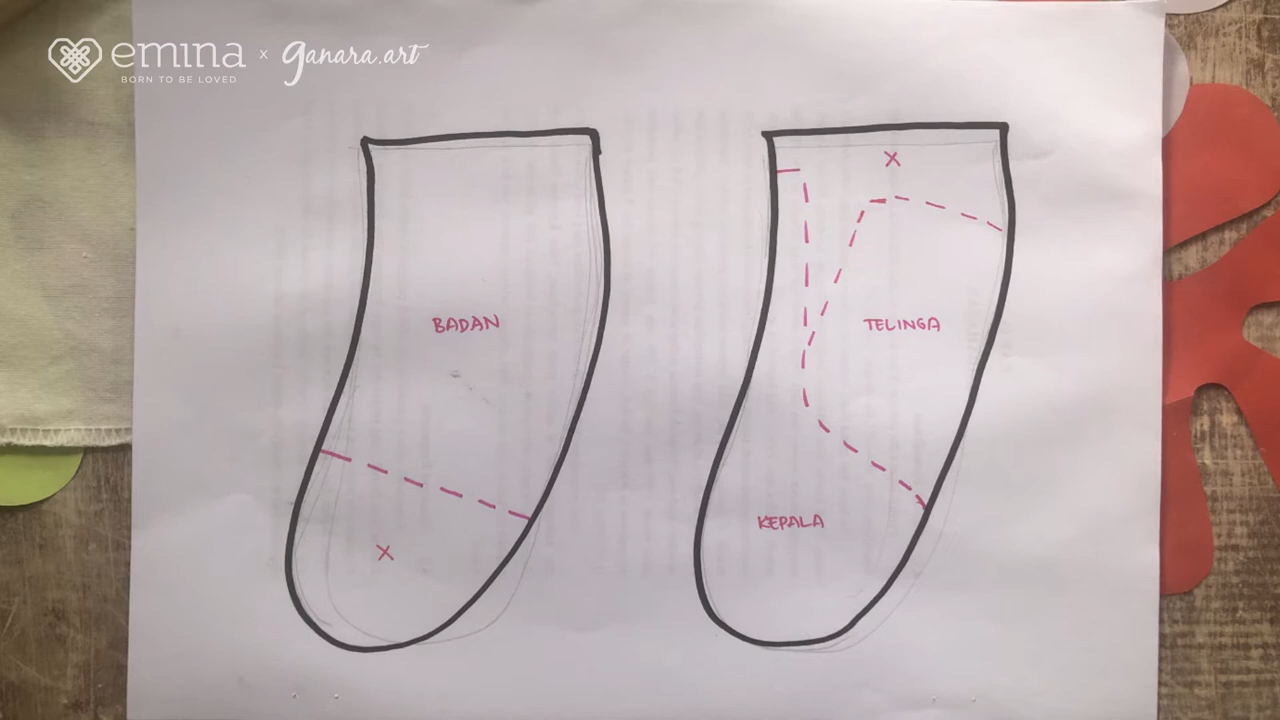 emina x ganara.art
BORN TO BE LOVED
X
BADAN
TELINGA
KEPALA
X